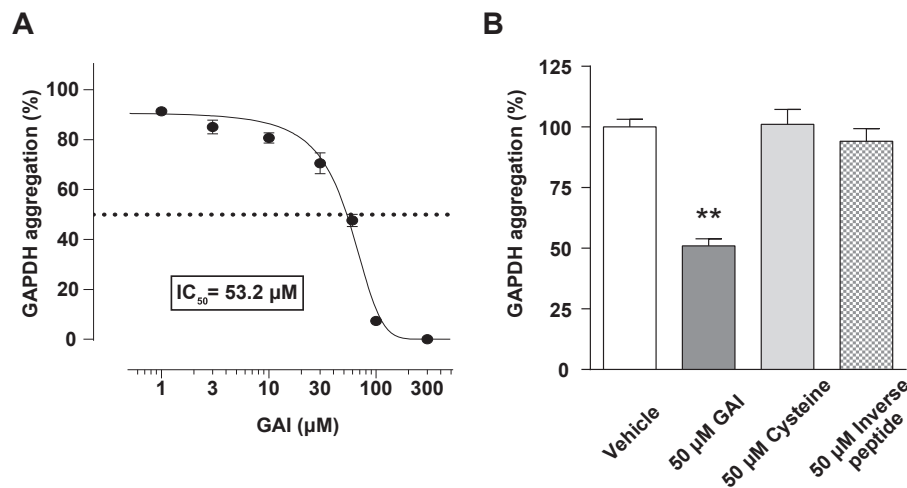 A
GAPDH aggregation (%)
100
80
60
40
20
0
IC50= 53.2 µM
1 3 10 30 100 300
GAI (µM)
B
GAPDH aggregation (%)
125
100
75
50
25
0
**
Vehicle
50 µM GAI
50 µM Cysteine
50 µM Inverse
peptide